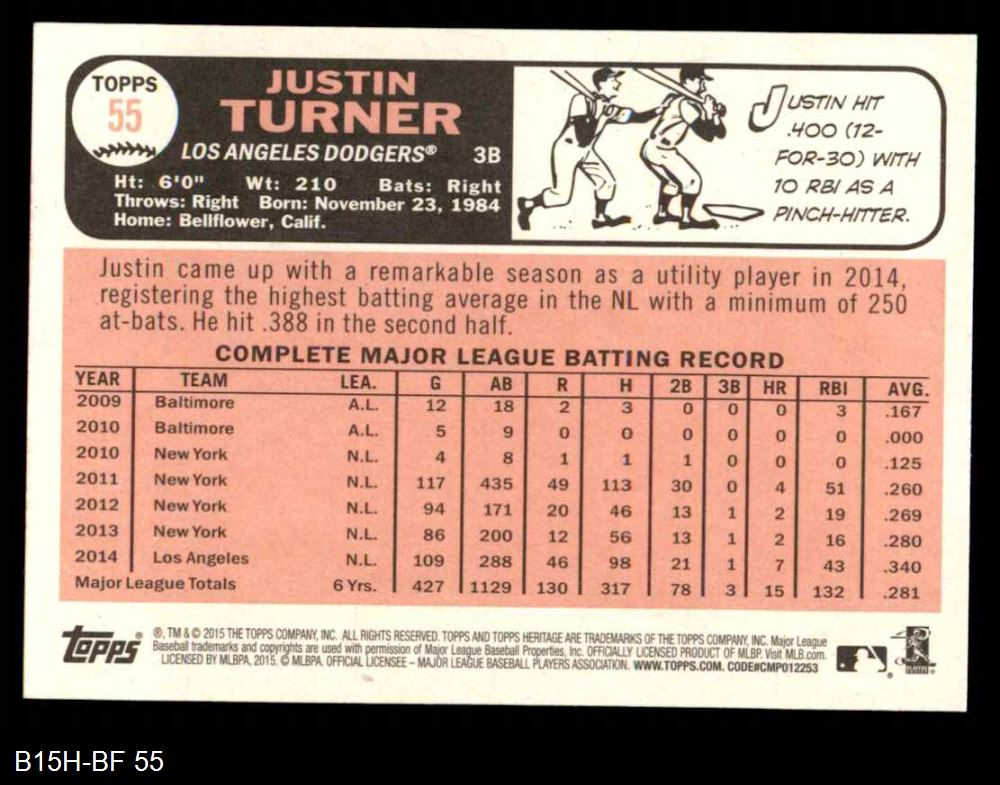 TOPPS
55
JUSTIN
TURNER
LOS ANGELES DODGERS® 3B
Ht: 6'0" Wt: 210 Bats: Right
Throws: Right Born: November 23, 1984
Home: Bellflower, Calif.
JUSTIN HIT
.400 (12-
FOR-30) WITH
10 RBI AS A
PINCH-HITTER.
Justin came up with a remarkable season as a utility player in 2014,
registering the highest batting average in the NL with a minimum of 250
at-bats. He hit .388 in the second half.
COMPLETE MAJOR LEAGUE BATTING RECORD
YEAR TEAM LEA. G AB R H 2B 3B HR RBI AVG.
2009 Baltimore A.L. 12 18 2 3 0 0 0 3 .167
2010 Baltimore A.L. 5 9 0 0 0 0 0 0 .000
2010 New York N.L. 4 8 1 1 1 0 0 0 .125
2011 New York N.L. 117 435 49 113 30 0 4 51 .260
2012 New York N.L. 94 171 20 46 13 1 2 19 .269
2013 New York N.L. 86 200 12 56 13 1 2 16 .280
2014 Los Angeles N.L. 109 288 46 98 21 1 7 43 .340
Major League Totals 6 Yrs. 427 1129 130 317 78 3 15 132 .281
topps®
®, TM & © 2015 THE TOPPS COMPANY, INC. ALL RIGHTS RESERVED. TOPPS AND TOPPS HERITAGE ARE TRADEMARKS OF THE TOPPS COMPANY, INC. Major League
Baseball trademarks and copyrights are used with permission of Major League Baseball Properties, Inc. OFFICIALLY LICENSED PRODUCT OF MLBP. Visit MLB.com.
LICENSED BY MLBPA, 2015. © MLBPA. OFFICIAL LICENSEE – MAJOR LEAGUE BASEBALL PLAYERS ASSOCIATION. WWW.TOPPS.COM. CODE#CMP012253
B15H-BF 55